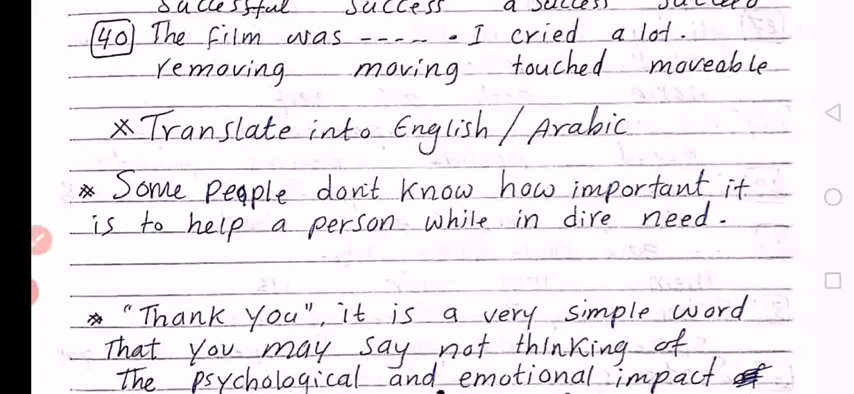 successful success a success succeed
40 The film was ----- . I cried a lot.
removing moving touched moveable
* Translate into English / Arabic
* Some people don't know how important it
is to help a person while in dire need.
* "Thank you", it is a very simple word
That you may say not thinking of
The psychological and emotional impact of